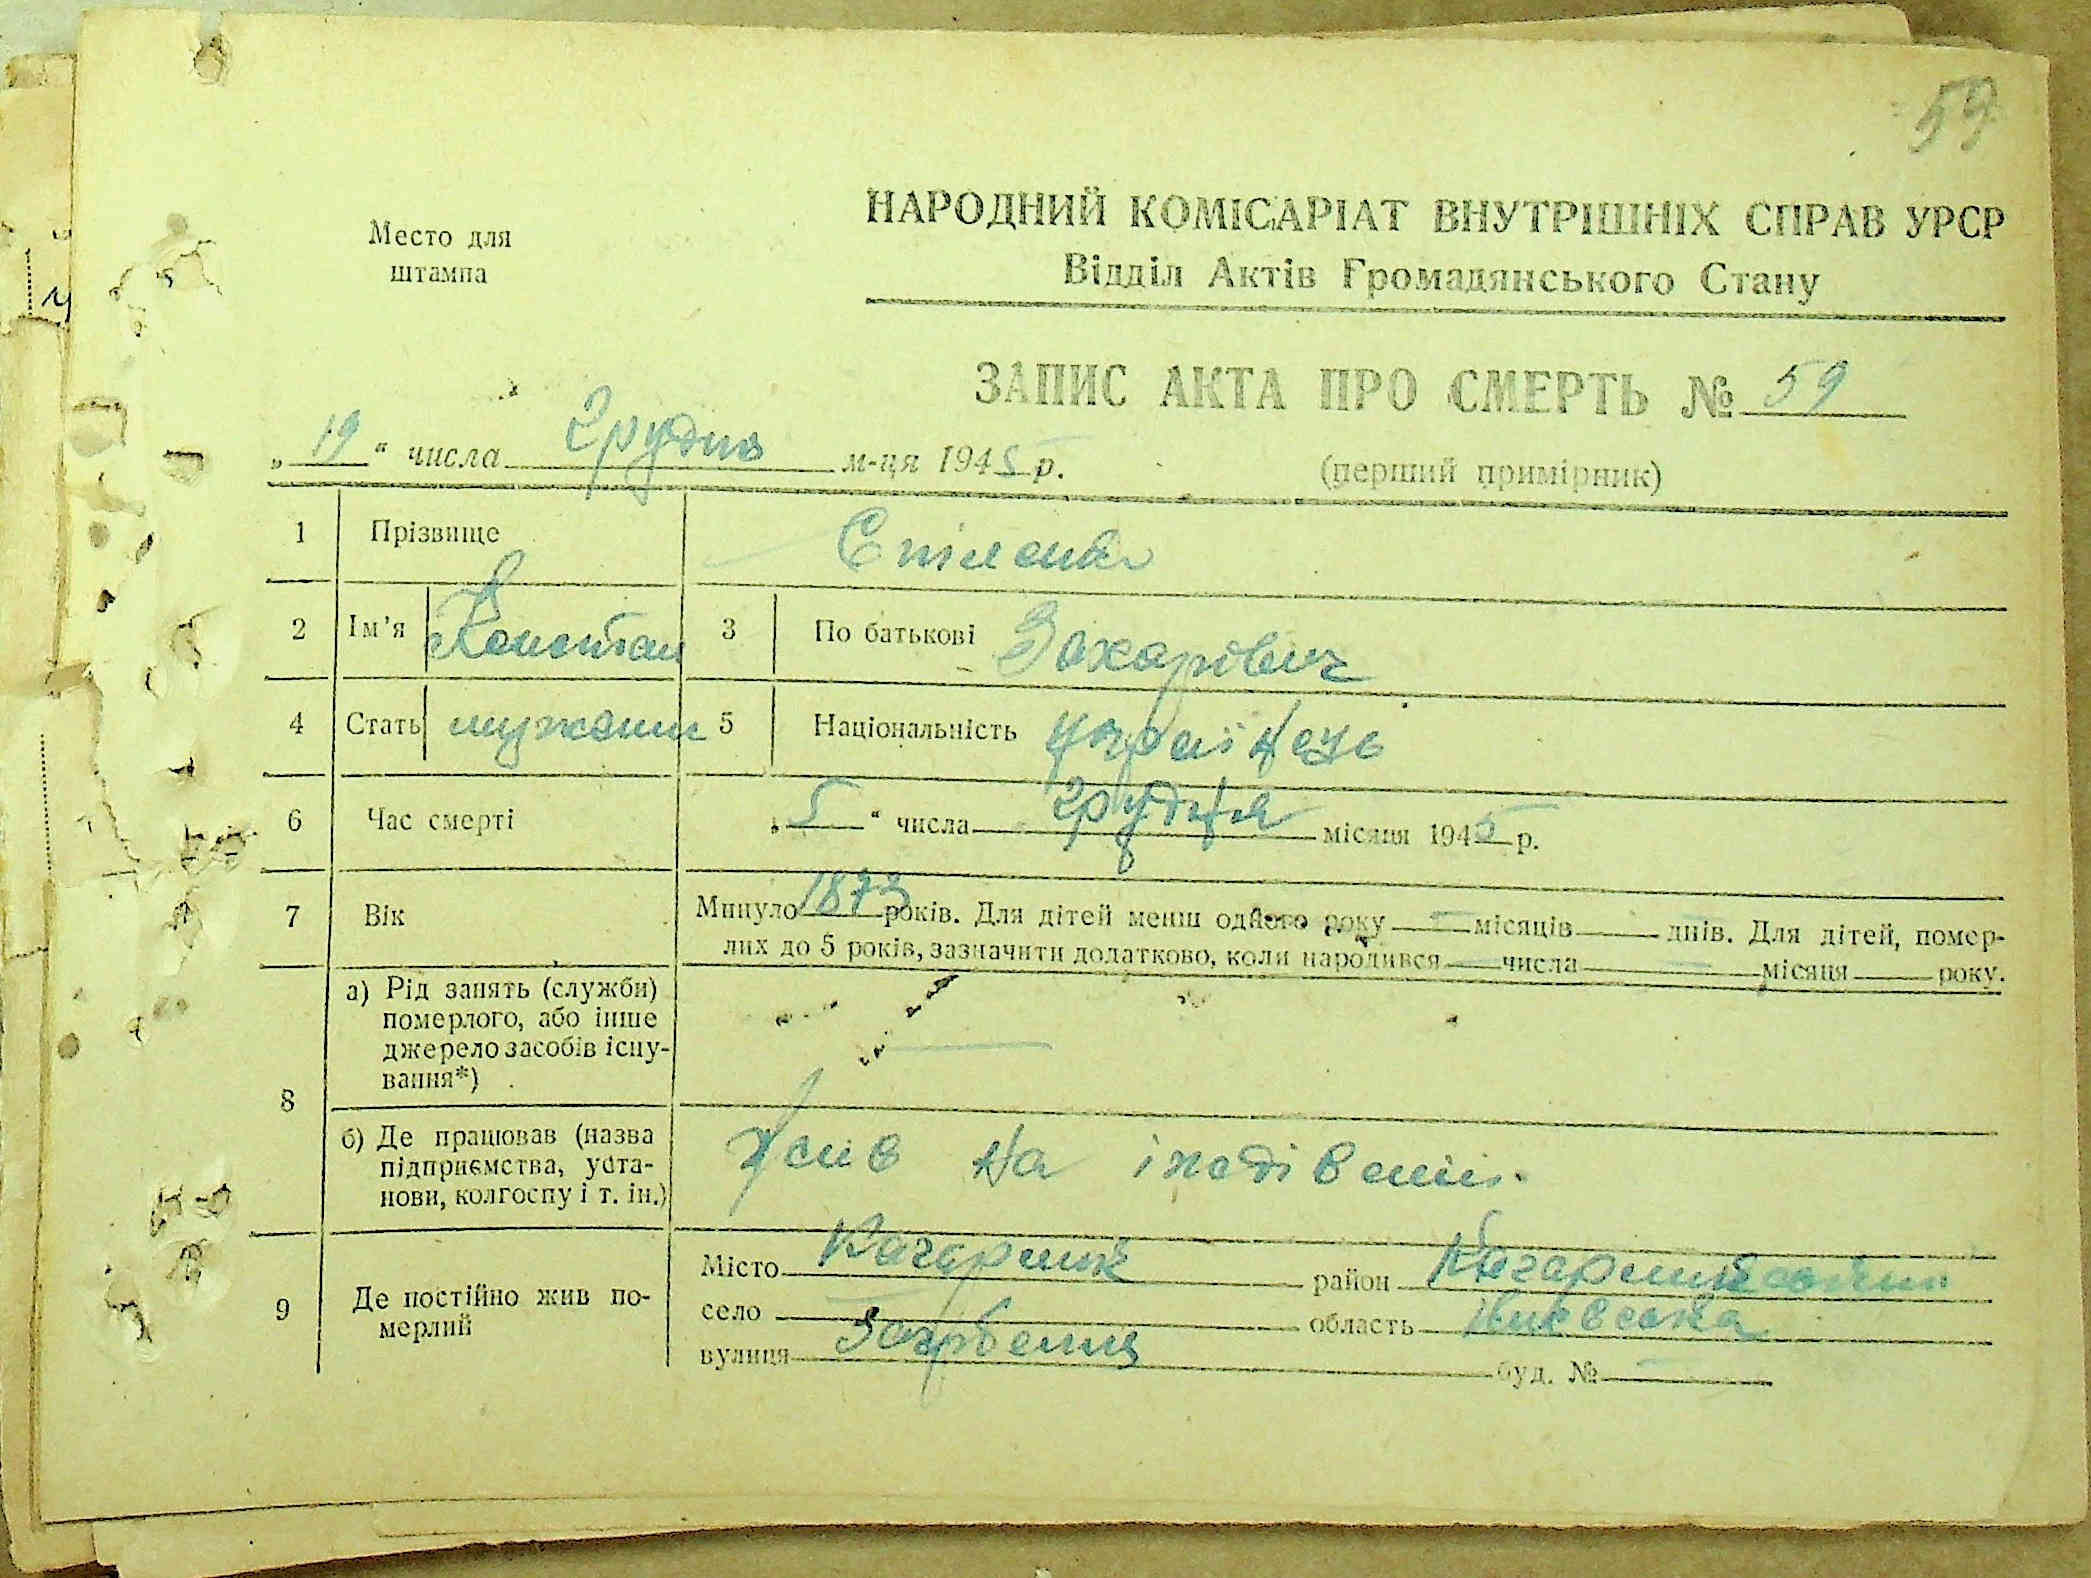 59
Место для
штампа
НАРОДНИЙ КОМІСАРІАТ ВНУТРІШНІХ СПРАВ УРСР
Відділ Актів Громадянського Стану
ЗАПИС АКТА ПРО СМЕРТЬ № 59
„ 19 “ числа грудня м-ця 1945 р.
(перший примірник)
1 Прізвище Єпіленко
2 Ім’я Констан 3 По батькові Захарович
4 Стать мужчин 5 Національність українець
6 Час смерті „ 5 “ числа грудня місяця 1945 р.
7 Вік Минуло 1873 років. Для дітей менш одного року — місяців — днів. Для дітей, помер-
лих до 5 років, зазначити додатково, коли народився — числа — місяця — року.
8 а) Рід занять (служби)
померлого, або інше
джерело засобів існу-
вання*) —
б) Де працював (назва
підприємства, уста-
нови, колгоспу і т. ін.)
Жив на іждівенії.
9 Де постійно жив по-
мерлий
Місто Кагарлик район Кагарликський
село — область Київська
вулиця буд. № —